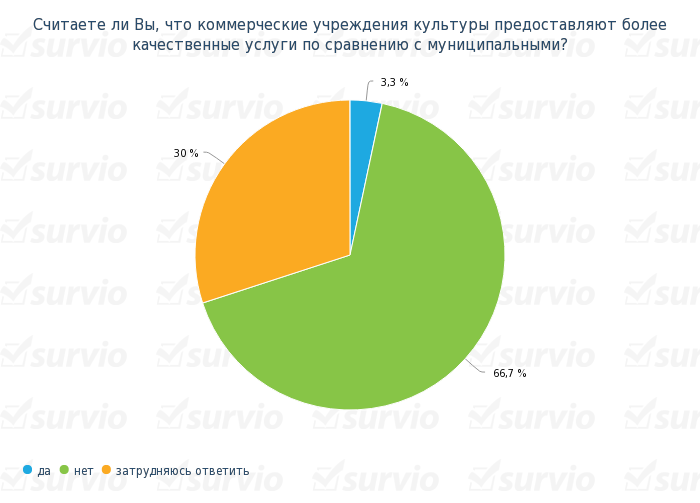 Считаете ли Вы, что коммерческие учреждения культуры предоставляют более
качественные услуги по сравнению с муниципальными?
3,3 %
30 %
66,7 %
да нет затрудняюсь ответить
survio